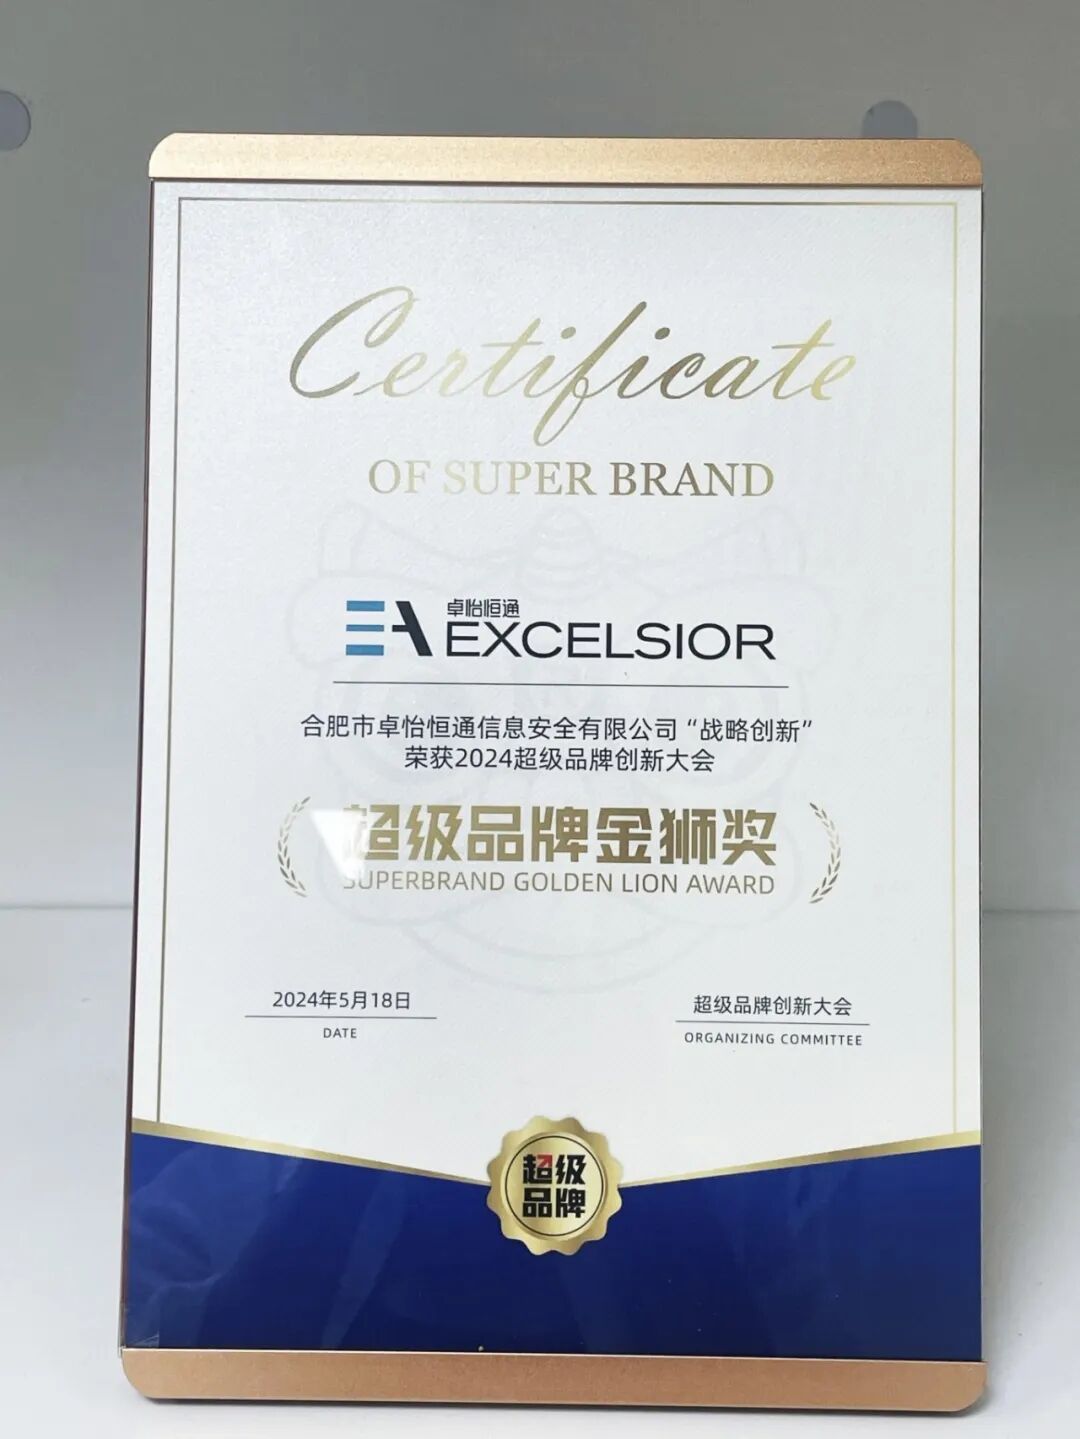 Certificate
OF SUPER BRAND
卓怡恒通
EXCELSIOR
合肥市卓怡恒通信息安全有限公司“战略创新”
荣获2024超级品牌创新大会
超级品牌金狮奖
SUPERBRAND GOLDEN LION AWARD
2024年5月18日
DATE
超级品牌创新大会
ORGANIZING COMMITTEE
超级
品牌